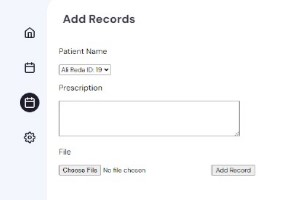 Add Records
Patient Name
Ali Reda ID: 19
Prescription
File
Choose File No file chosen
Add Record